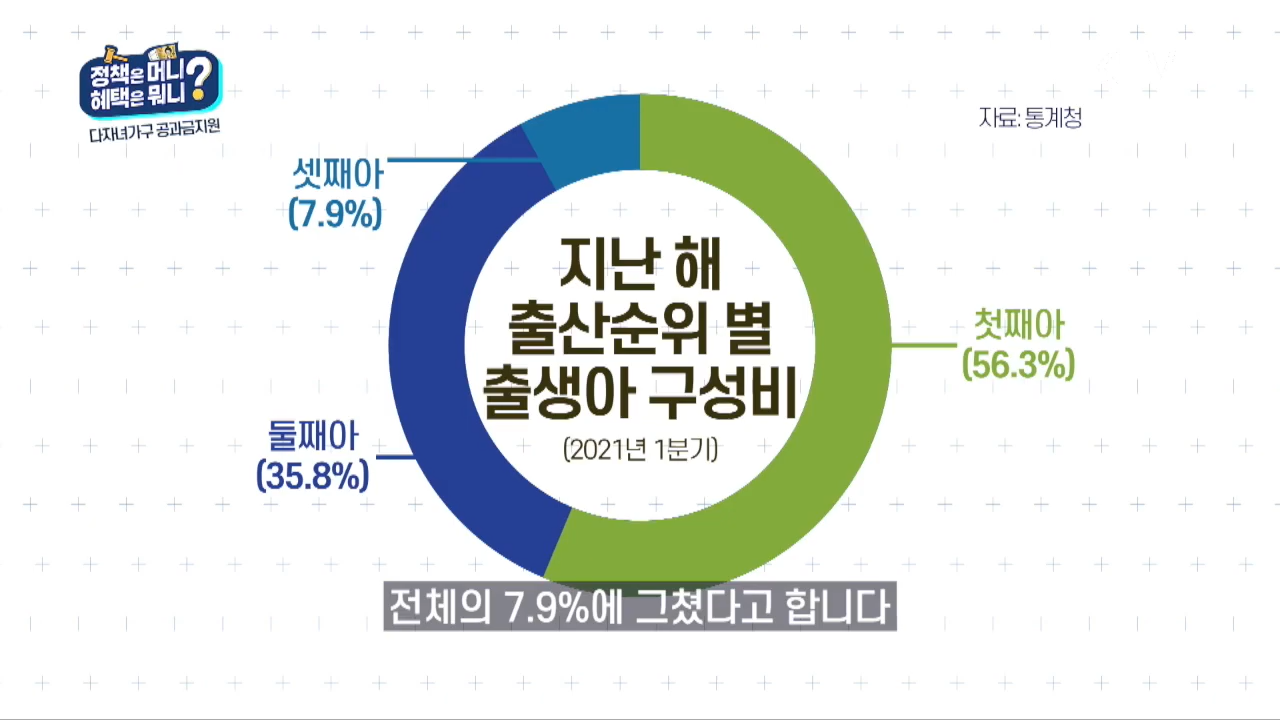 정책은 머니?
혜택은 뭐니
다자녀가구 공과금지원
자료: 통계청
셋째아
(7.9%)
지난 해
출산순위 별
출생아 구성비
(2021년 1분기)
첫째아
(56.3%)
둘째아
(35.8%)
전체의 7.9%에 그쳤다고 합니다